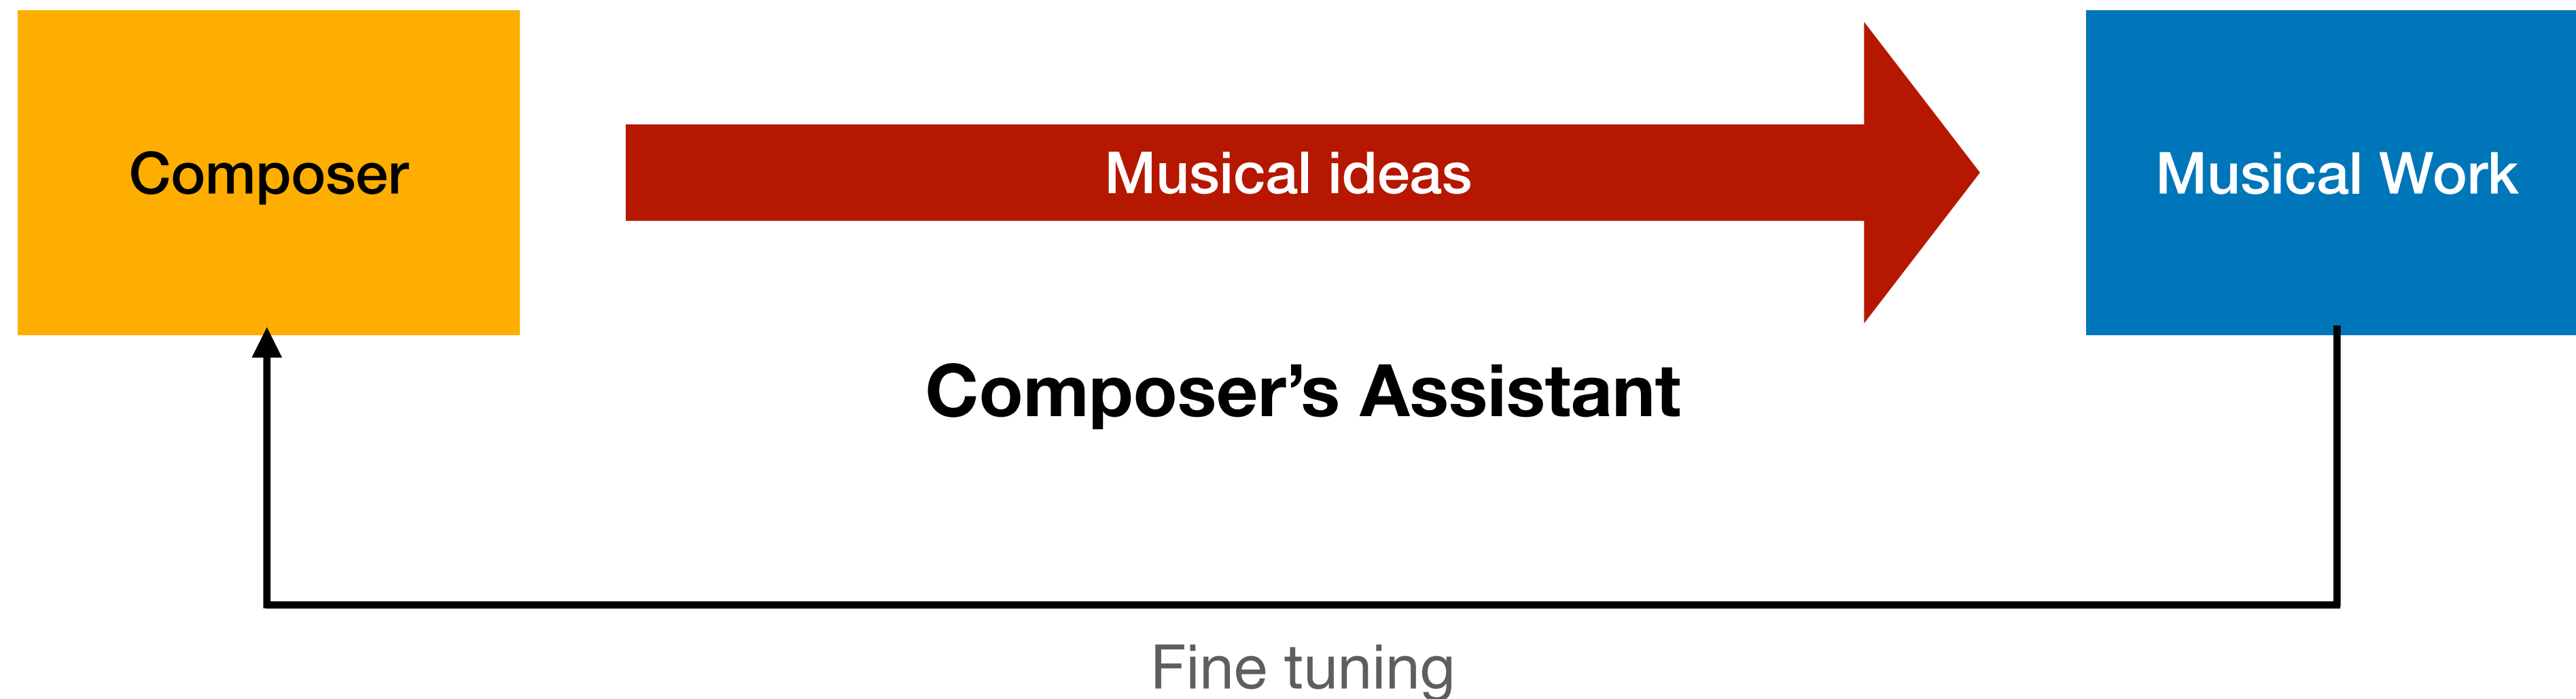 Composer
Musical ideas
Musical Work
Composer’s Assistant
Fine tuning